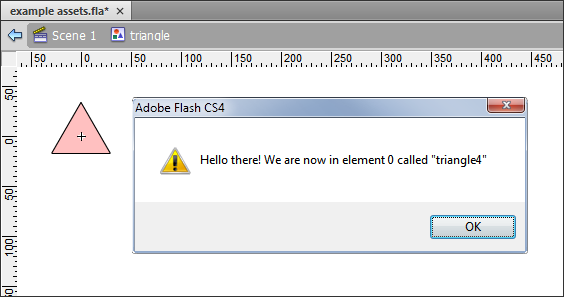 example assets.fla* ×
Scene 1 triangle
50 0 50 100 150 200 250 300 350 400 450
50
0
50
100
Adobe Flash CS4
Hello there! We are now in element 0 called "triangle4"
OK